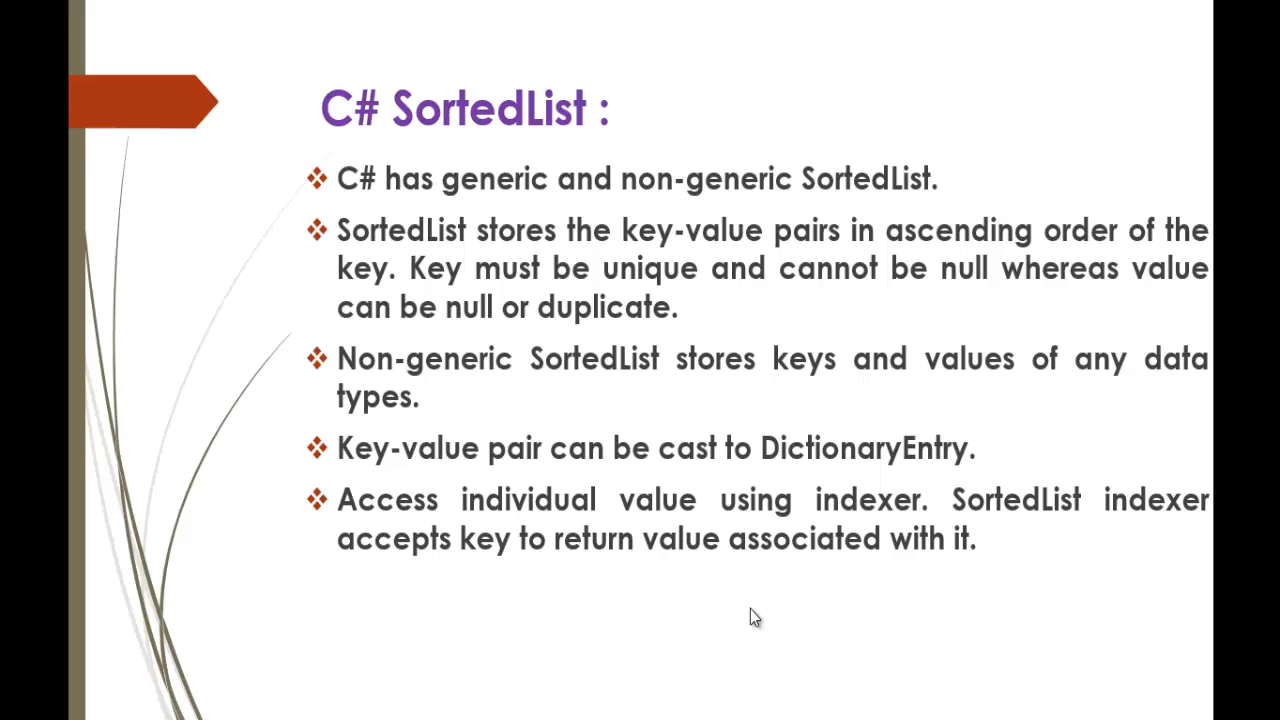 C# SortedList :
❖ C# has generic and non-generic SortedList.
❖ SortedList stores the key-value pairs in ascending order of the
key. Key must be unique and cannot be null whereas value
can be null or duplicate.
❖ Non-generic SortedList stores keys and values of any data
types.
❖ Key-value pair can be cast to DictionaryEntry.
❖ Access individual value using indexer. SortedList indexer
accepts key to return value associated with it.